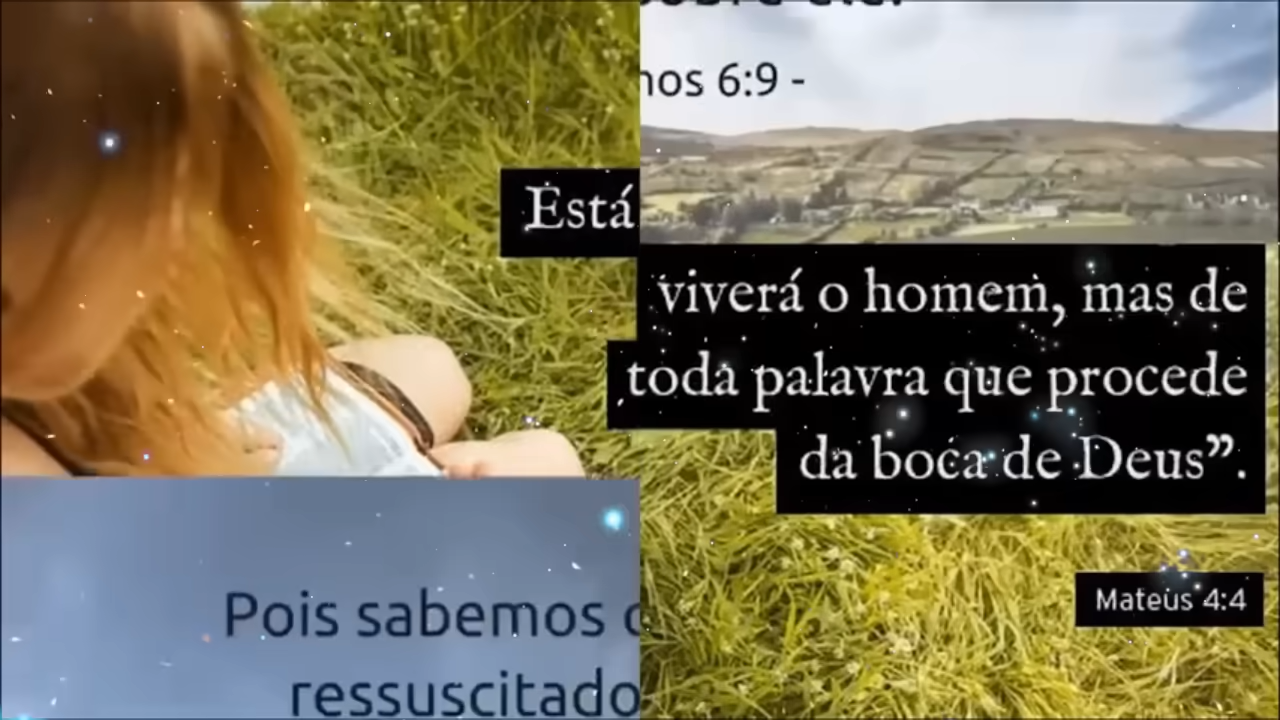 nos 6:9 -
Está
viverá o homem, mas de
toda palavra que procede
da boca de Deus”.
Mateus 4:4
Pois sabemos
ressuscitado